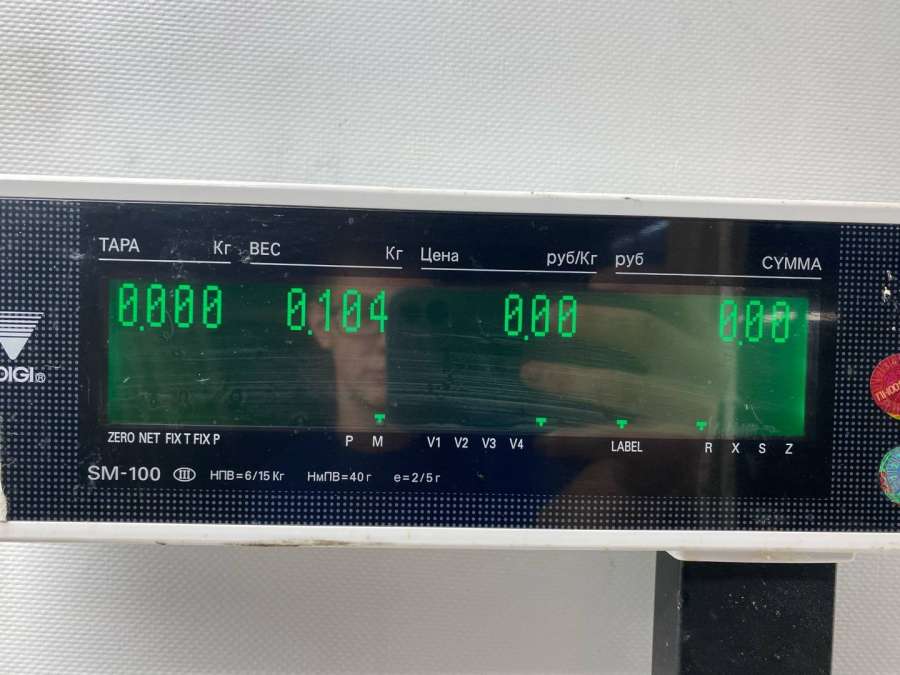 ТАРА Кг ВЕС Кг Цена руб/Кг руб СУММА
0.000 0.104 0.00 0.00
DIGI®
ZERO NET FIX T FIX P P M V1 V2 V3 V4 LABEL R X S Z
SM-100 III НПВ=6/15 Кг НмПВ=40 г e=2/5 г